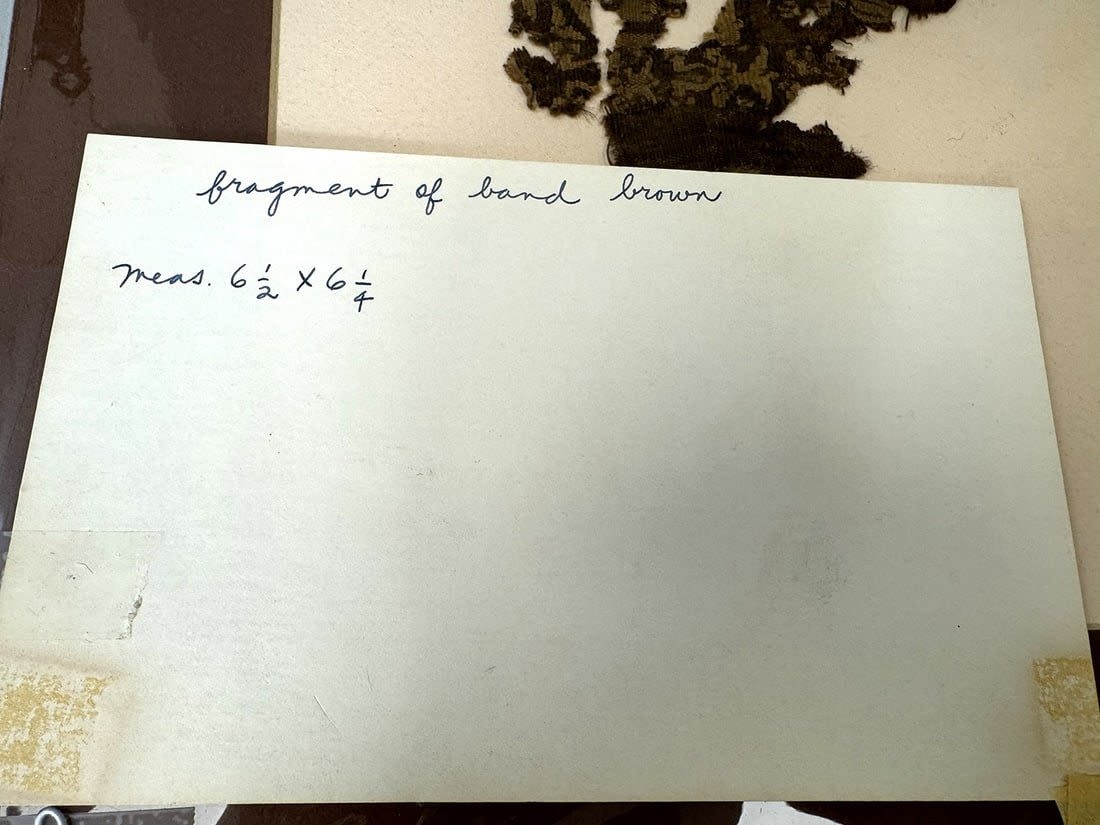 fragment of band brown
Meas. 6 1/2 X 6 1/4